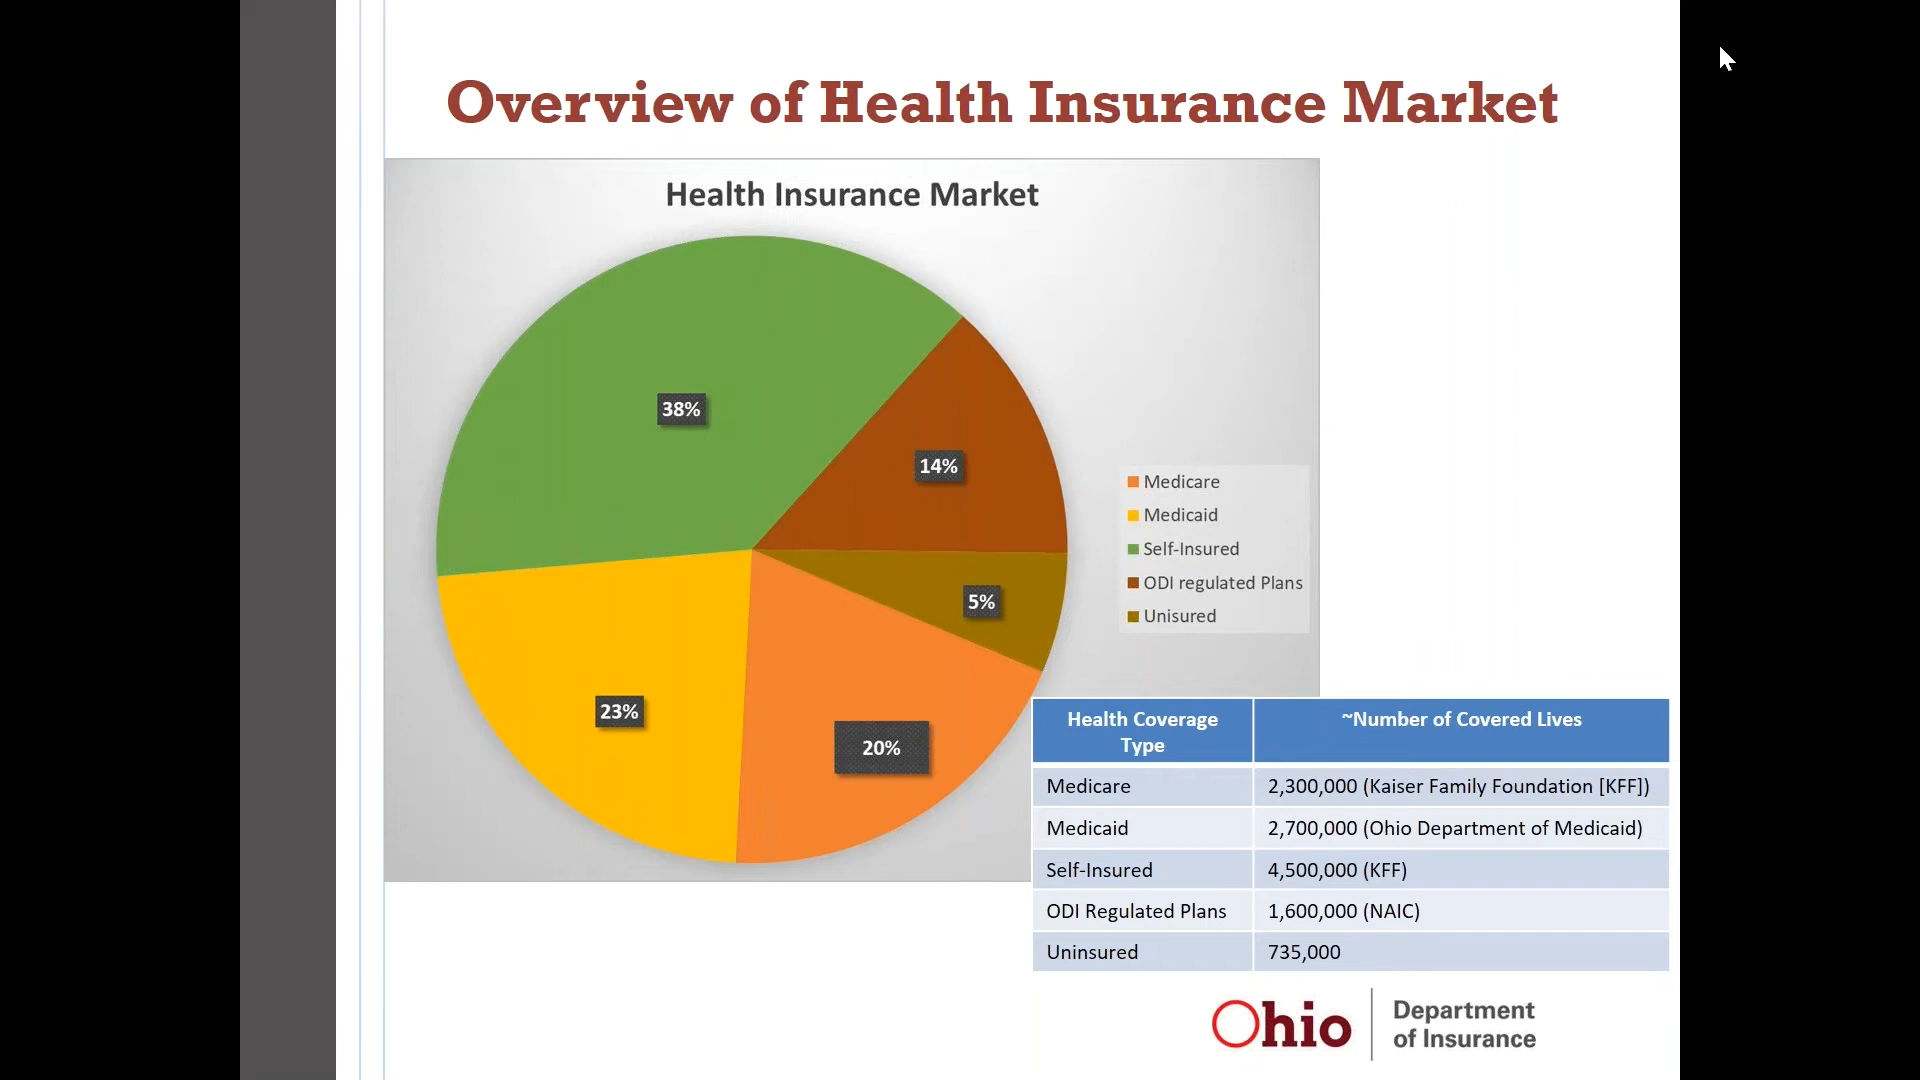 Overview of Health Insurance Market
Health Insurance Market
38%
14%
5%
23%
20%
Medicare
Medicaid
Self-Insured
ODI regulated Plans
Unisured
Health Coverage
Type
~Number of Covered Lives
Medicare
2,300,000 (Kaiser Family Foundation [KFF])
Medicaid
2,700,000 (Ohio Department of Medicaid)
Self-Insured
4,500,000 (KFF)
ODI Regulated Plans
1,600,000 (NAIC)
Uninsured
735,000
Ohio
Department
of Insurance